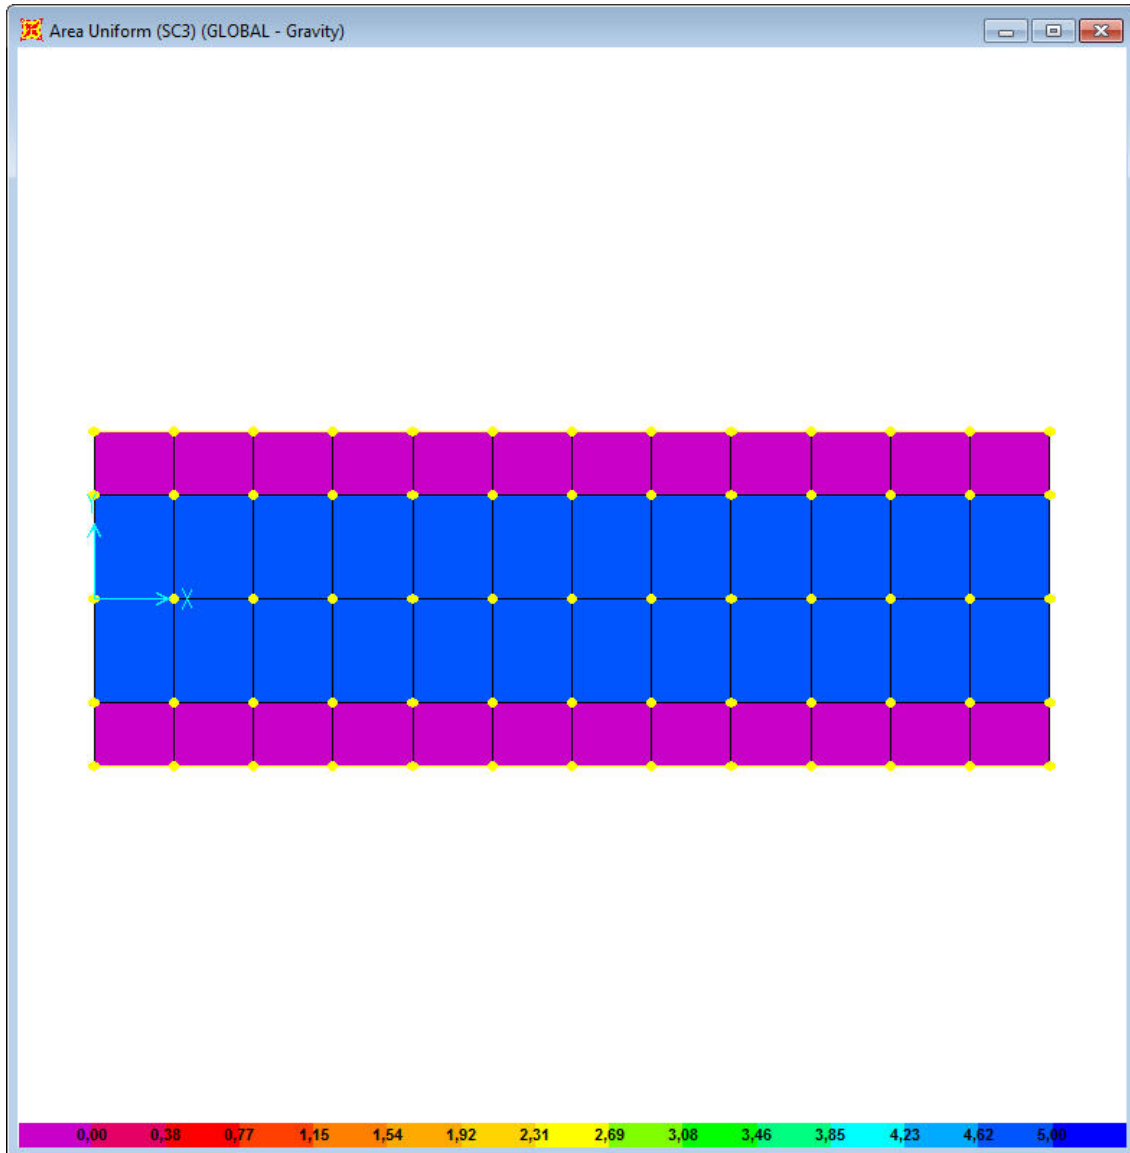 Area Uniform (SC3) (GLOBAL - Gravity)
Y
X
0,00 0,38 0,77 1,15 1,54 1,92 2,31 2,69 3,08 3,46 3,85 4,23 4,62 5,00